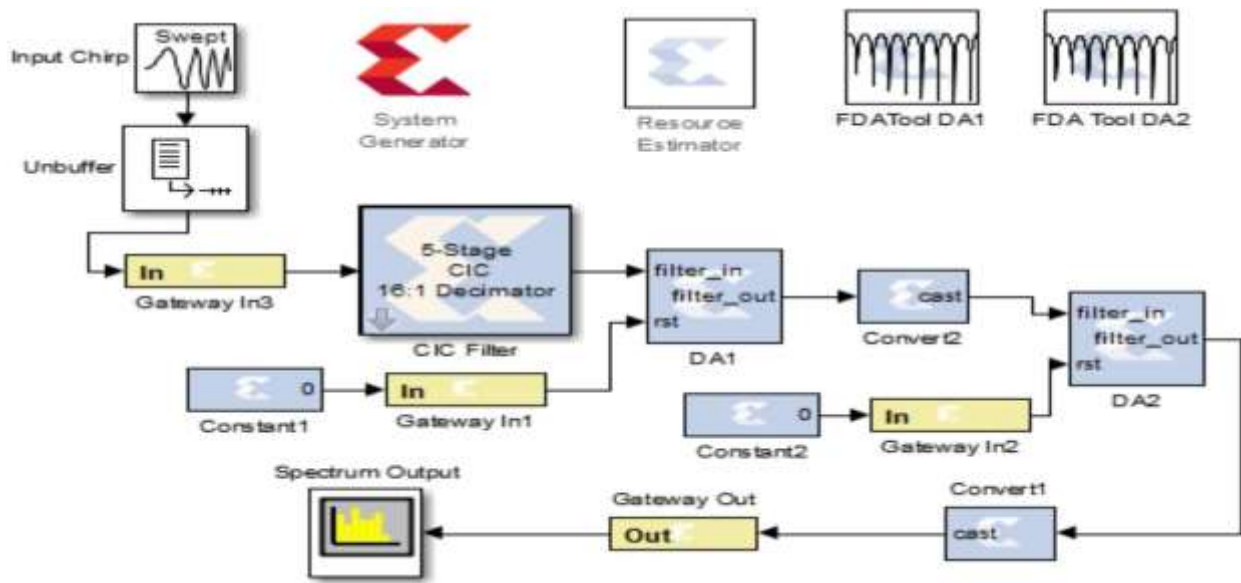 Swept
Input Chirp
System
Generator
Resource
Estimator
FDATool DA1
FDA Tool DA2
Unbuffer
In
Gateway In3
5-Stage
CIC
16:1 Decimator
CIC Filter
filter_in
filter_out
rst
DA1
cast
Convert2
filter_in
filter_out
rst
DA2
0
Constant1
In
Gateway In1
0
Constant2
In
Gateway In2
Spectrum Output
Gateway Out
Out
Convert1
cast